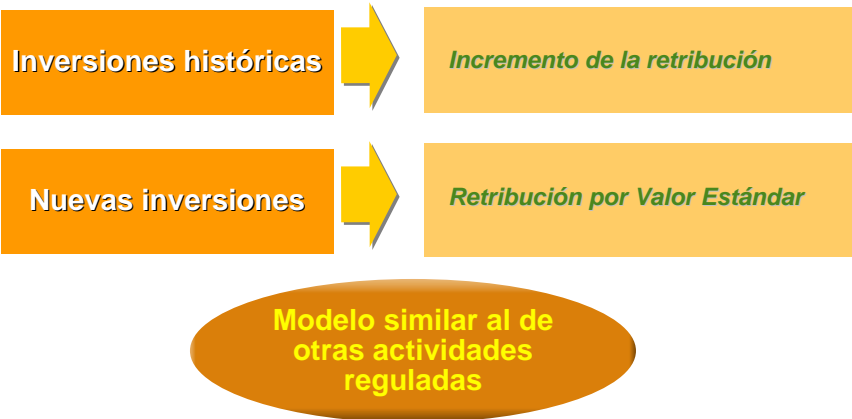 Inversiones históricas
Incremento de la retribución
Nuevas inversiones
Retribución por Valor Estándar
Modelo similar al de
otras actividades
reguladas